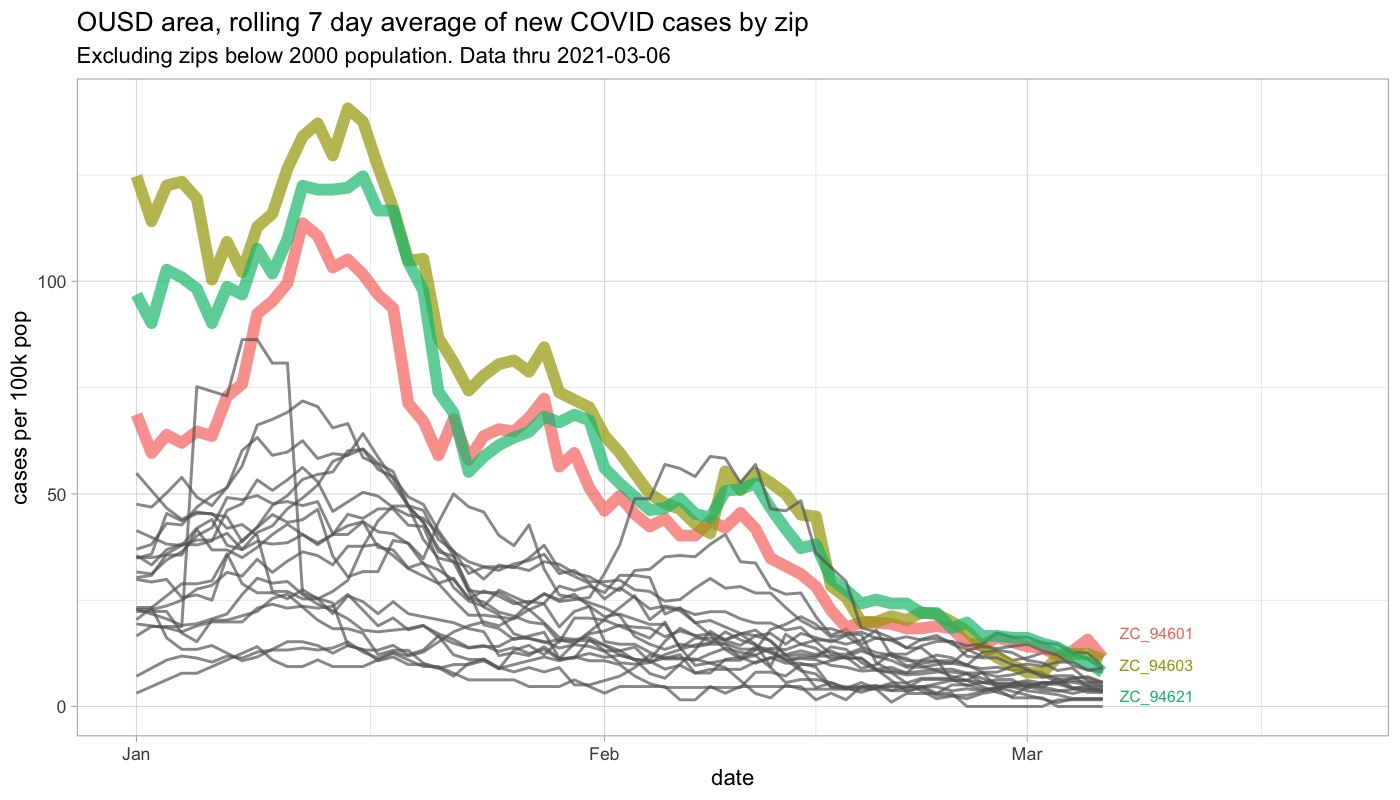 OUSD area, rolling 7 day average of new COVID cases by zip
Excluding zips below 2000 population. Data thru 2021-03-06
cases per 100k pop
100
50
0
ZC_94601
ZC_94603
ZC_94621
Jan
Feb
Mar
date